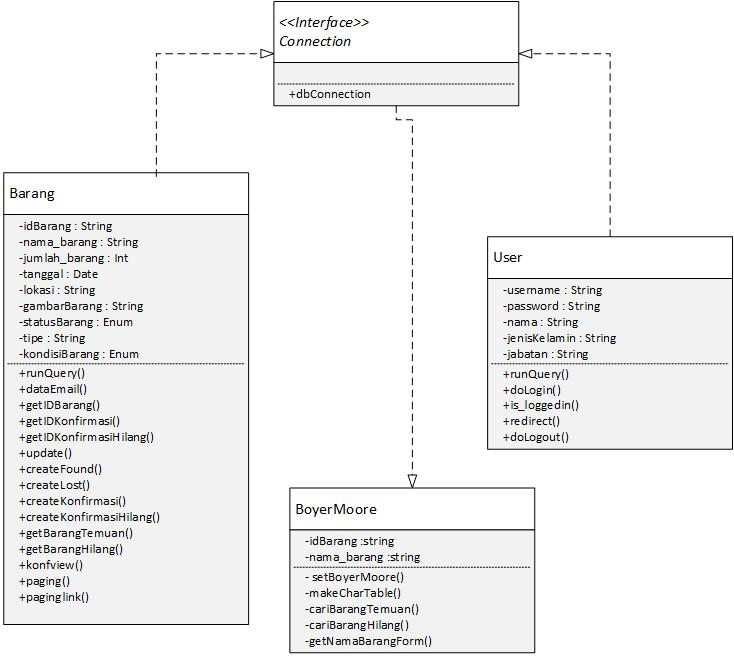 <<Interface>>
Connection
+dbConnection
Barang
-idBarang : String
-nama_barang : String
-jumlah_barang : Int
-tanggal : Date
-lokasi : String
-gambarBarang : String
-statusBarang : Enum
-tipe : String
-kondisiBarang : Enum
+runQuery()
+dataEmail()
+getIDBarang()
+getIDKonfirmasi()
+getIDKonfirmasiHilang()
+update()
+createFound()
+createLost()
+createKonfirmasi()
+createKonfirmasiHilang()
+getBarangTemuan()
+getBarangHilang()
+konfview()
+paging()
+paginglink()
User
-username : String
-password : String
-nama : String
-jenisKelamin : String
-jabatan : String
+runQuery()
+doLogin()
+is_loggedin()
+redirect()
+doLogout()
BoyerMoore
-idBarang :string
-nama_barang :string
- setBoyerMoore()
-makeCharTable()
-cariBarangTemuan()
-cariBarangHilang()
-getNamaBarangForm()